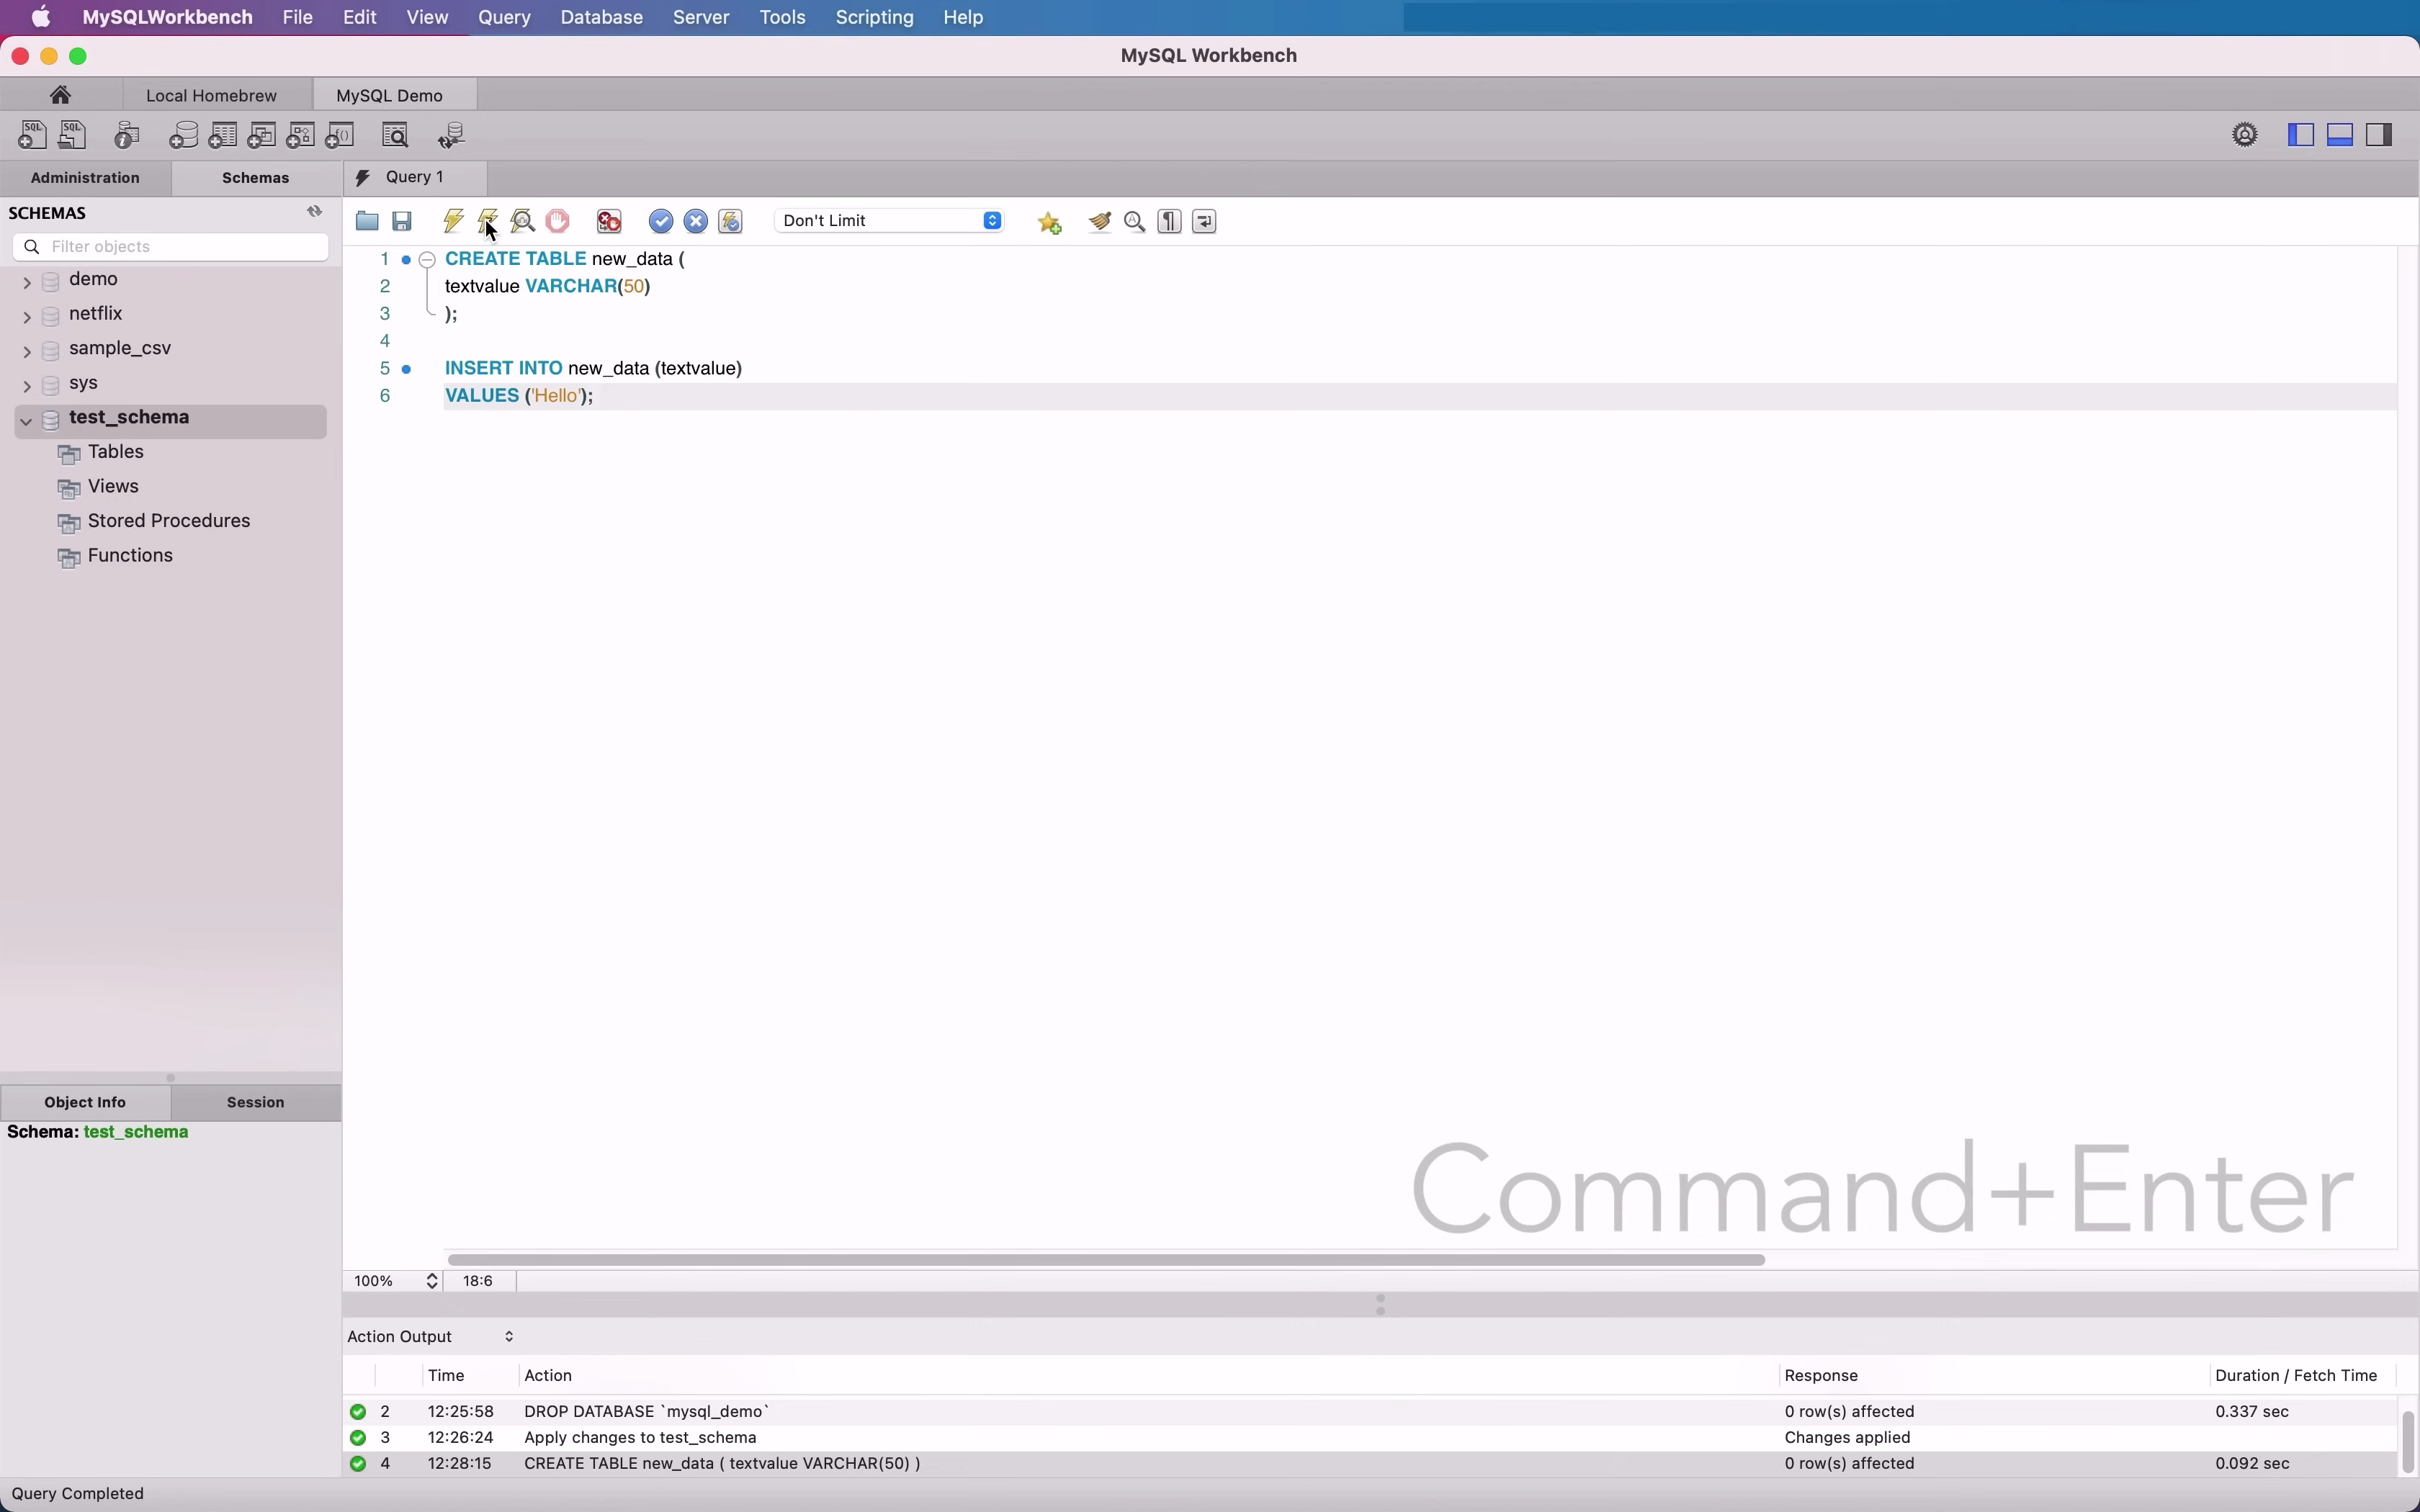 MySQLWorkbench File Edit View Query Database Server Tools Scripting Help
MySQL Workbench
Local Homebrew MySQL Demo
SQL SQL
Administration Schemas Query 1
SCHEMAS
Filter objects
Don't Limit
demo
netflix
sample_csv
sys
test_schema
Tables
Views
Stored Procedures
Functions
1 CREATE TABLE new_data (
2 textvalue VARCHAR(50)
3 );
4
5 INSERT INTO new_data (textvalue)
6 VALUES ('Hello');
Command+Enter
Object Info Session
Schema: test_schema
100% 18:6
Action Output
Time Action Response Duration / Fetch Time
2 12:25:58 DROP DATABASE `mysql_demo` 0 row(s) affected 0.337 sec
3 12:26:24 Apply changes to test_schema Changes applied
4 12:28:15 CREATE TABLE new_data ( textvalue VARCHAR(50) ) 0 row(s) affected 0.092 sec
Query Completed